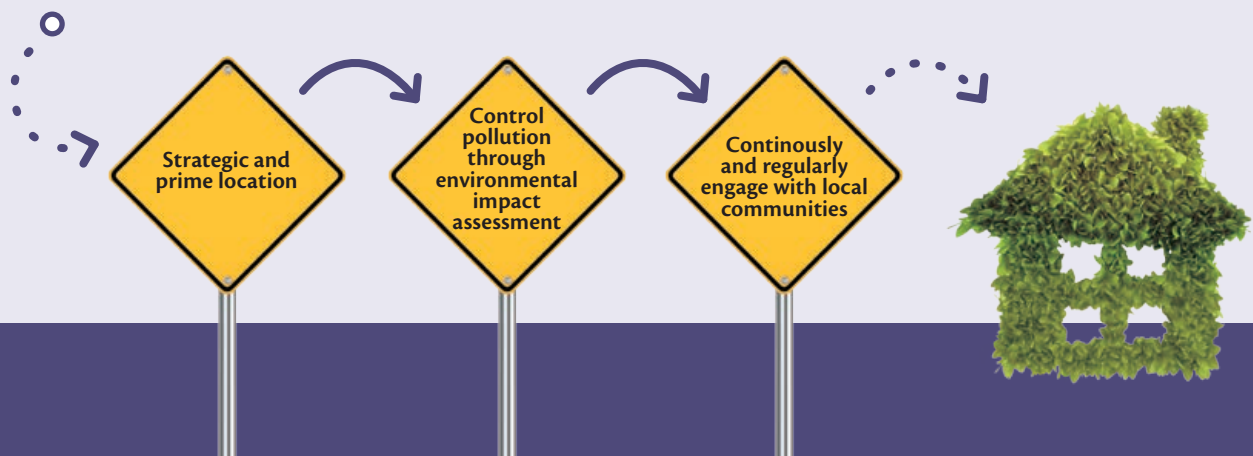 Strategic and
prime location
Control
pollution
through
environmental
impact
assessment
Continously
and regularly
engage with local
communities